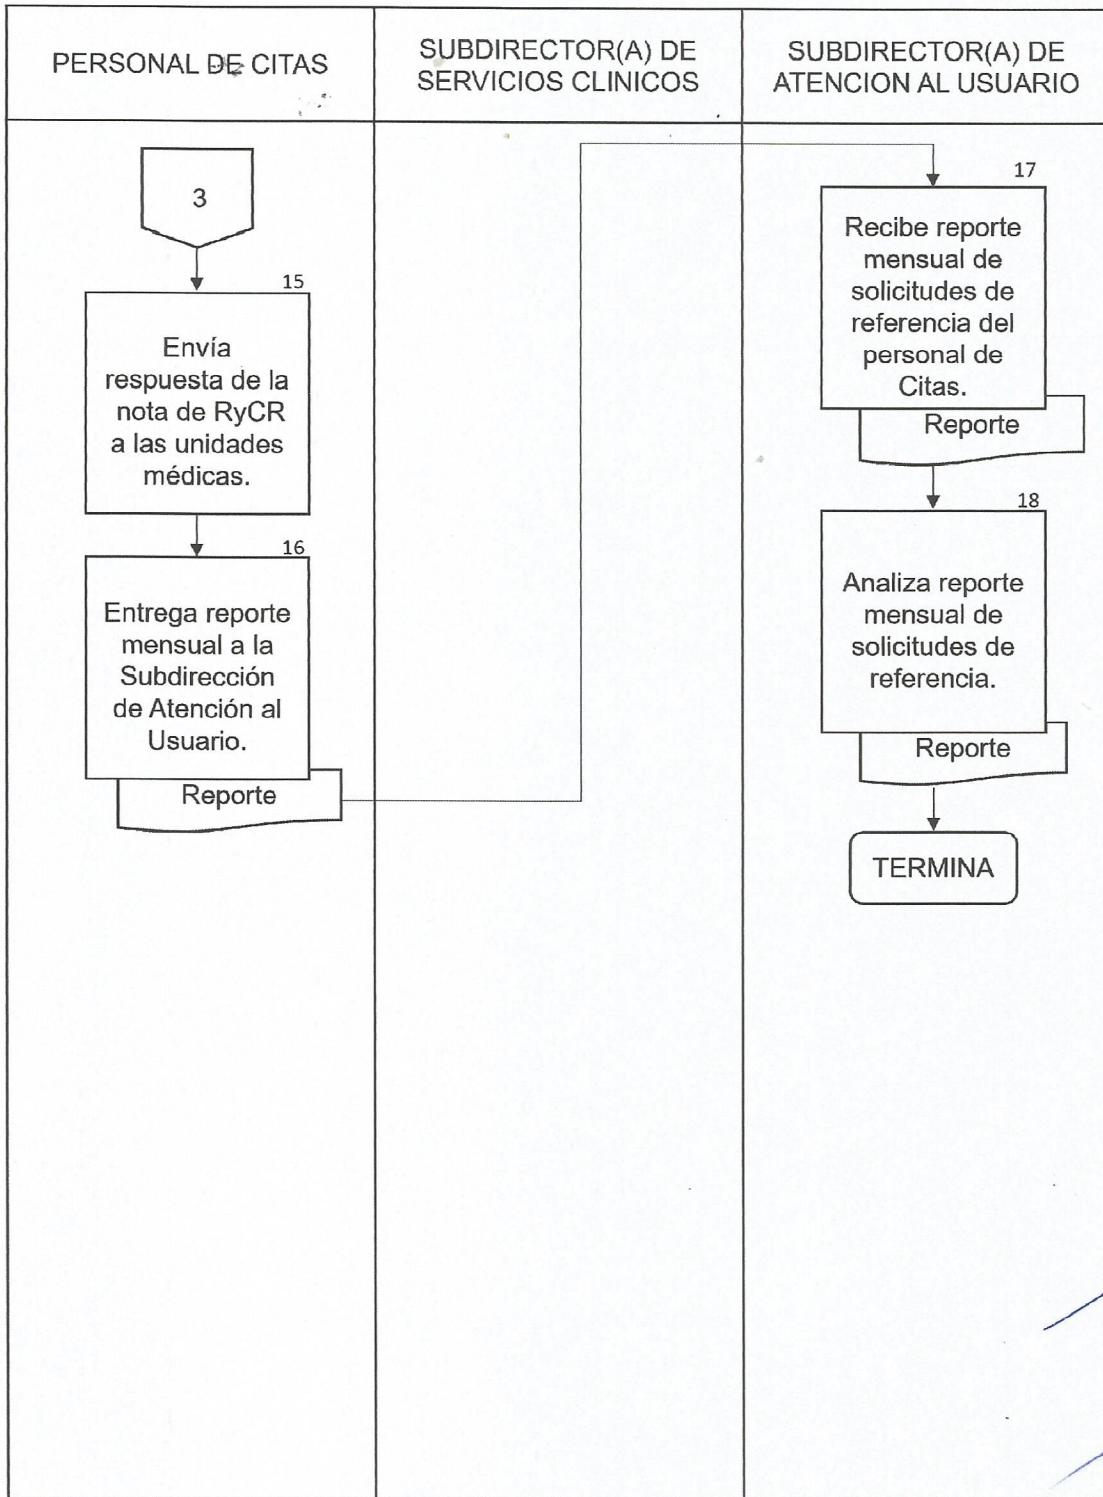 PERSONAL DE CITAS
SUBDIRECTOR(A) DE
SERVICIOS CLINICOS
SUBDIRECTOR(A) DE
ATENCION AL USUARIO
3
15
Envía
respuesta de la
nota de RyCR
a las unidades
médicas.
16
Entrega reporte
mensual a la
Subdirección
de Atención al
Usuario.
Reporte
17
Recibe reporte
mensual de
solicitudes de
referencia del
personal de
Citas.
Reporte
18
Analiza reporte
mensual de
solicitudes de
referencia.
Reporte
TERMINA